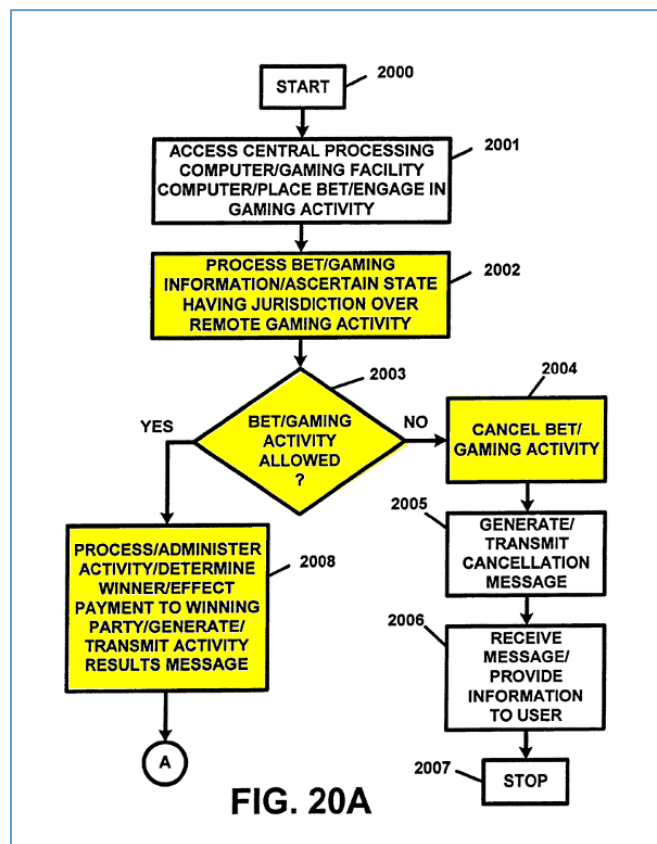 START
2000
ACCESS CENTRAL PROCESSING
COMPUTER/GAMING FACILITY
COMPUTER/PLACE BET/ENGAGE IN
GAMING ACTIVITY
2001
PROCESS BET/GAMING
INFORMATION/ASCERTAIN STATE
HAVING JURISDICTION OVER
REMOTE GAMING ACTIVITY
2002
2003
BET/GAMING
ACTIVITY
ALLOWED
?
YES
NO
2004
CANCEL BET/
GAMING ACTIVITY
2005
GENERATE/
TRANSMIT
CANCELLATION
MESSAGE
2006
RECEIVE
MESSAGE/
PROVIDE
INFORMATION
TO USER
2007
STOP
PROCESS/ADMINISTER
ACTIVITY/DETERMINE
WINNER/EFFECT
PAYMENT TO WINNING
PARTY/GENERATE/
TRANSMIT ACTIVITY
RESULTS MESSAGE
2008
A
FIG. 20A